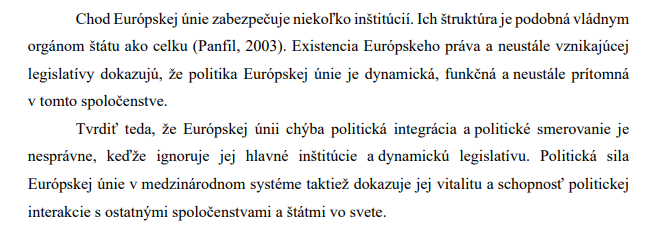 Chod Európskej únie zabezpečuje niekoľko inštitúcií. Ich štruktúra je podobná vládnym
orgánom štátu ako celku (Panfil, 2003). Existencia Európskeho práva a neustále vznikajúcej
legislatívy dokazujú, že politika Európskej únie je dynamická, funkčná a neustále prítomná
v tomto spoločenstve.
Tvrdiť teda, že Európskej únii chýba politická integrácia a politické smerovanie je
nesprávne, keďže ignoruje jej hlavné inštitúcie a dynamickú legislatívu. Politická sila
Európskej únie v medzinárodnom systéme taktiež dokazuje jej vitalitu a schopnosť politickej
interakcie s ostatnými spoločenstvami a štátmi vo svete.